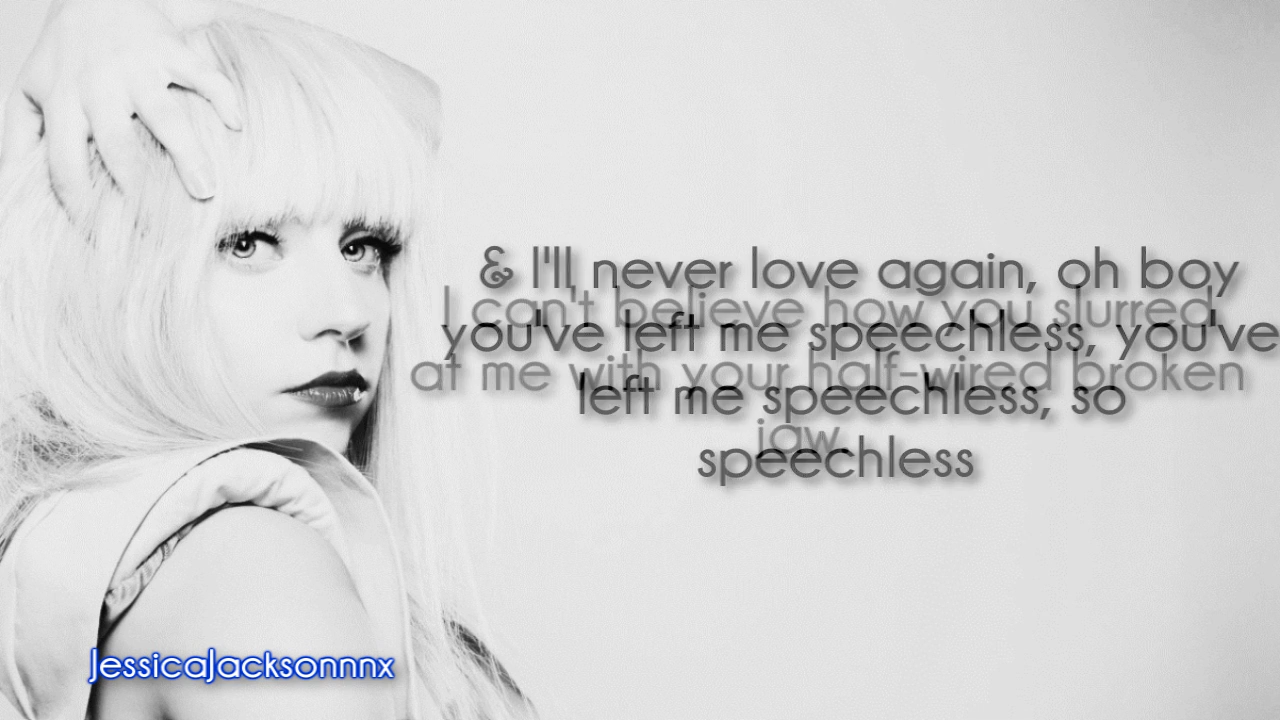 & I'll never love again, oh boy
I can't believe how you slurred
you've left me speechless, you've
at me with your half-wired broken
left me speechless, so
jaw
speechless
JessicaJacksonnnx